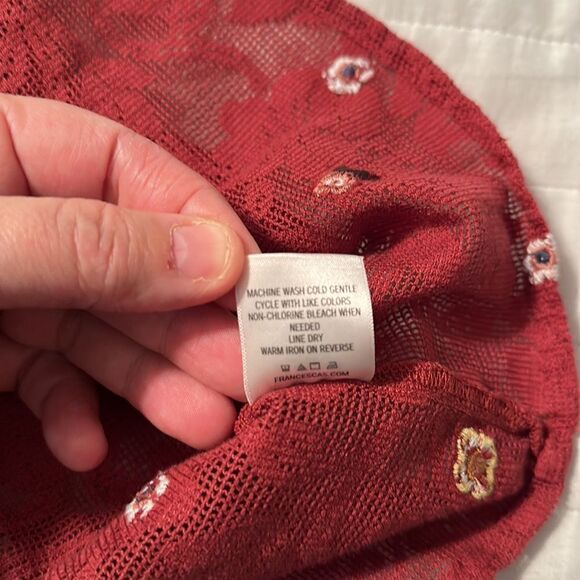 MACHINE WASH COLD GENTLE
CYCLE WITH LIKE COLORS
NON-CHLORINE BLEACH WHEN
NEEDED
LINE DRY
WARM IRON ON REVERSE
FRANCESCAS.COM